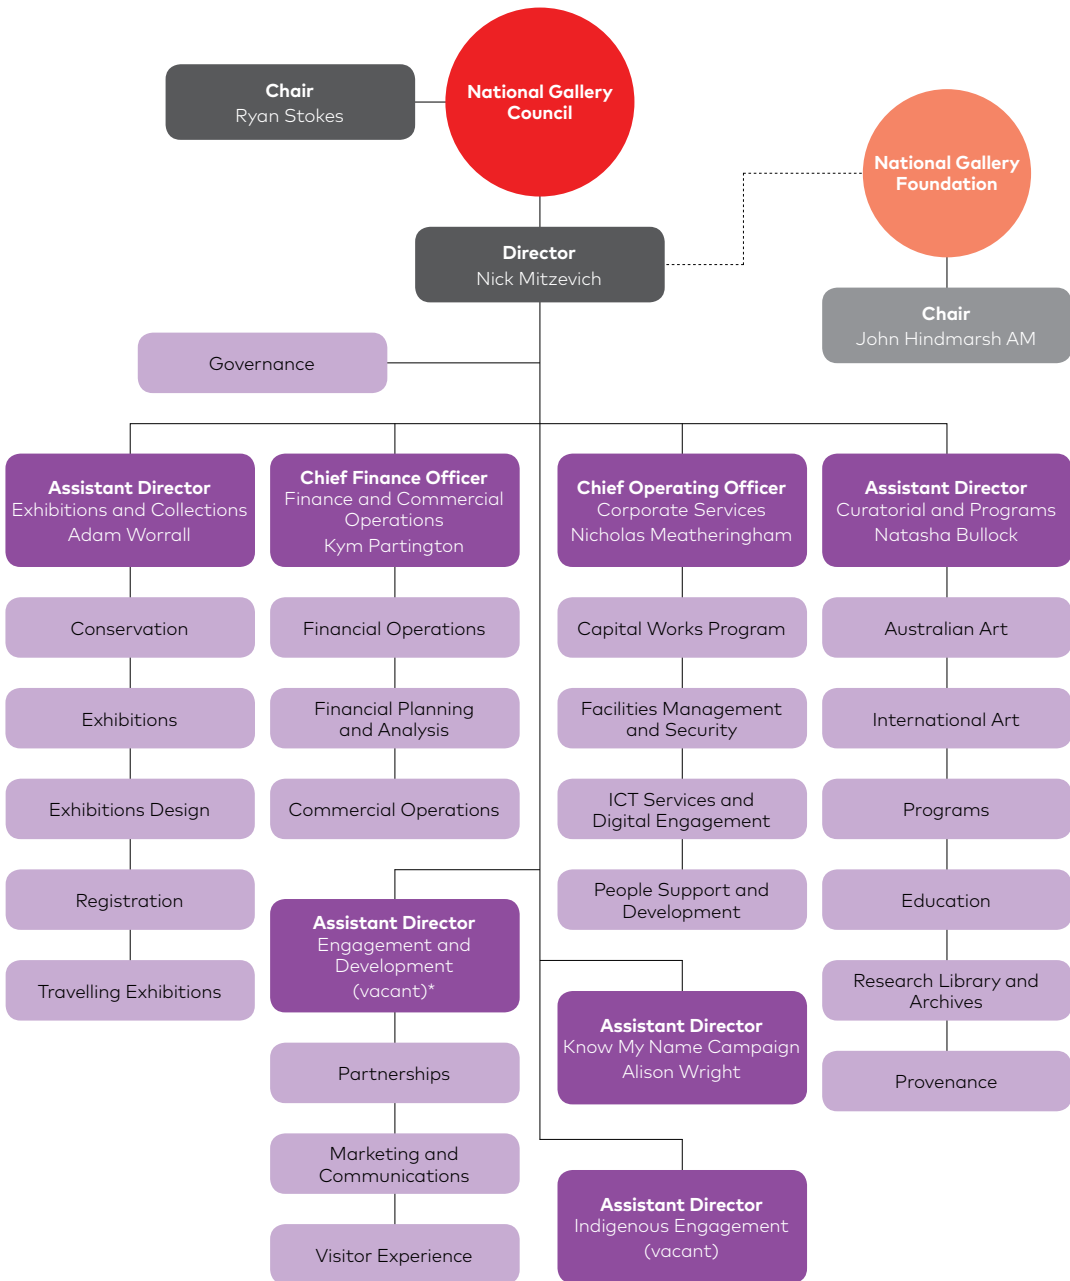 Chair
Ryan Stokes
National Gallery
Council
National Gallery
Foundation
Director
Nick Mitzevich
Chair
John Hindmarsh AM
Governance
Assistant Director
Exhibitions and Collections
Adam Worrall
Chief Finance Officer
Finance and Commercial
Operations
Kym Partington
Chief Operating Officer
Corporate Services
Nicholas Meatheringham
Assistant Director
Curatorial and Programs
Natasha Bullock
Conservation
Exhibitions
Exhibitions Design
Registration
Travelling Exhibitions
Financial Operations
Financial Planning
and Analysis
Commercial Operations
Assistant Director
Engagement and
Development
(vacant)*
Partnerships
Marketing and
Communications
Visitor Experience
Capital Works Program
Facilities Management
and Security
ICT Services and
Digital Engagement
People Support and
Development
Assistant Director
Know My Name Campaign
Alison Wright
Assistant Director
Indigenous Engagement
(vacant)
Australian Art
International Art
Programs
Education
Research Library and
Archives
Provenance